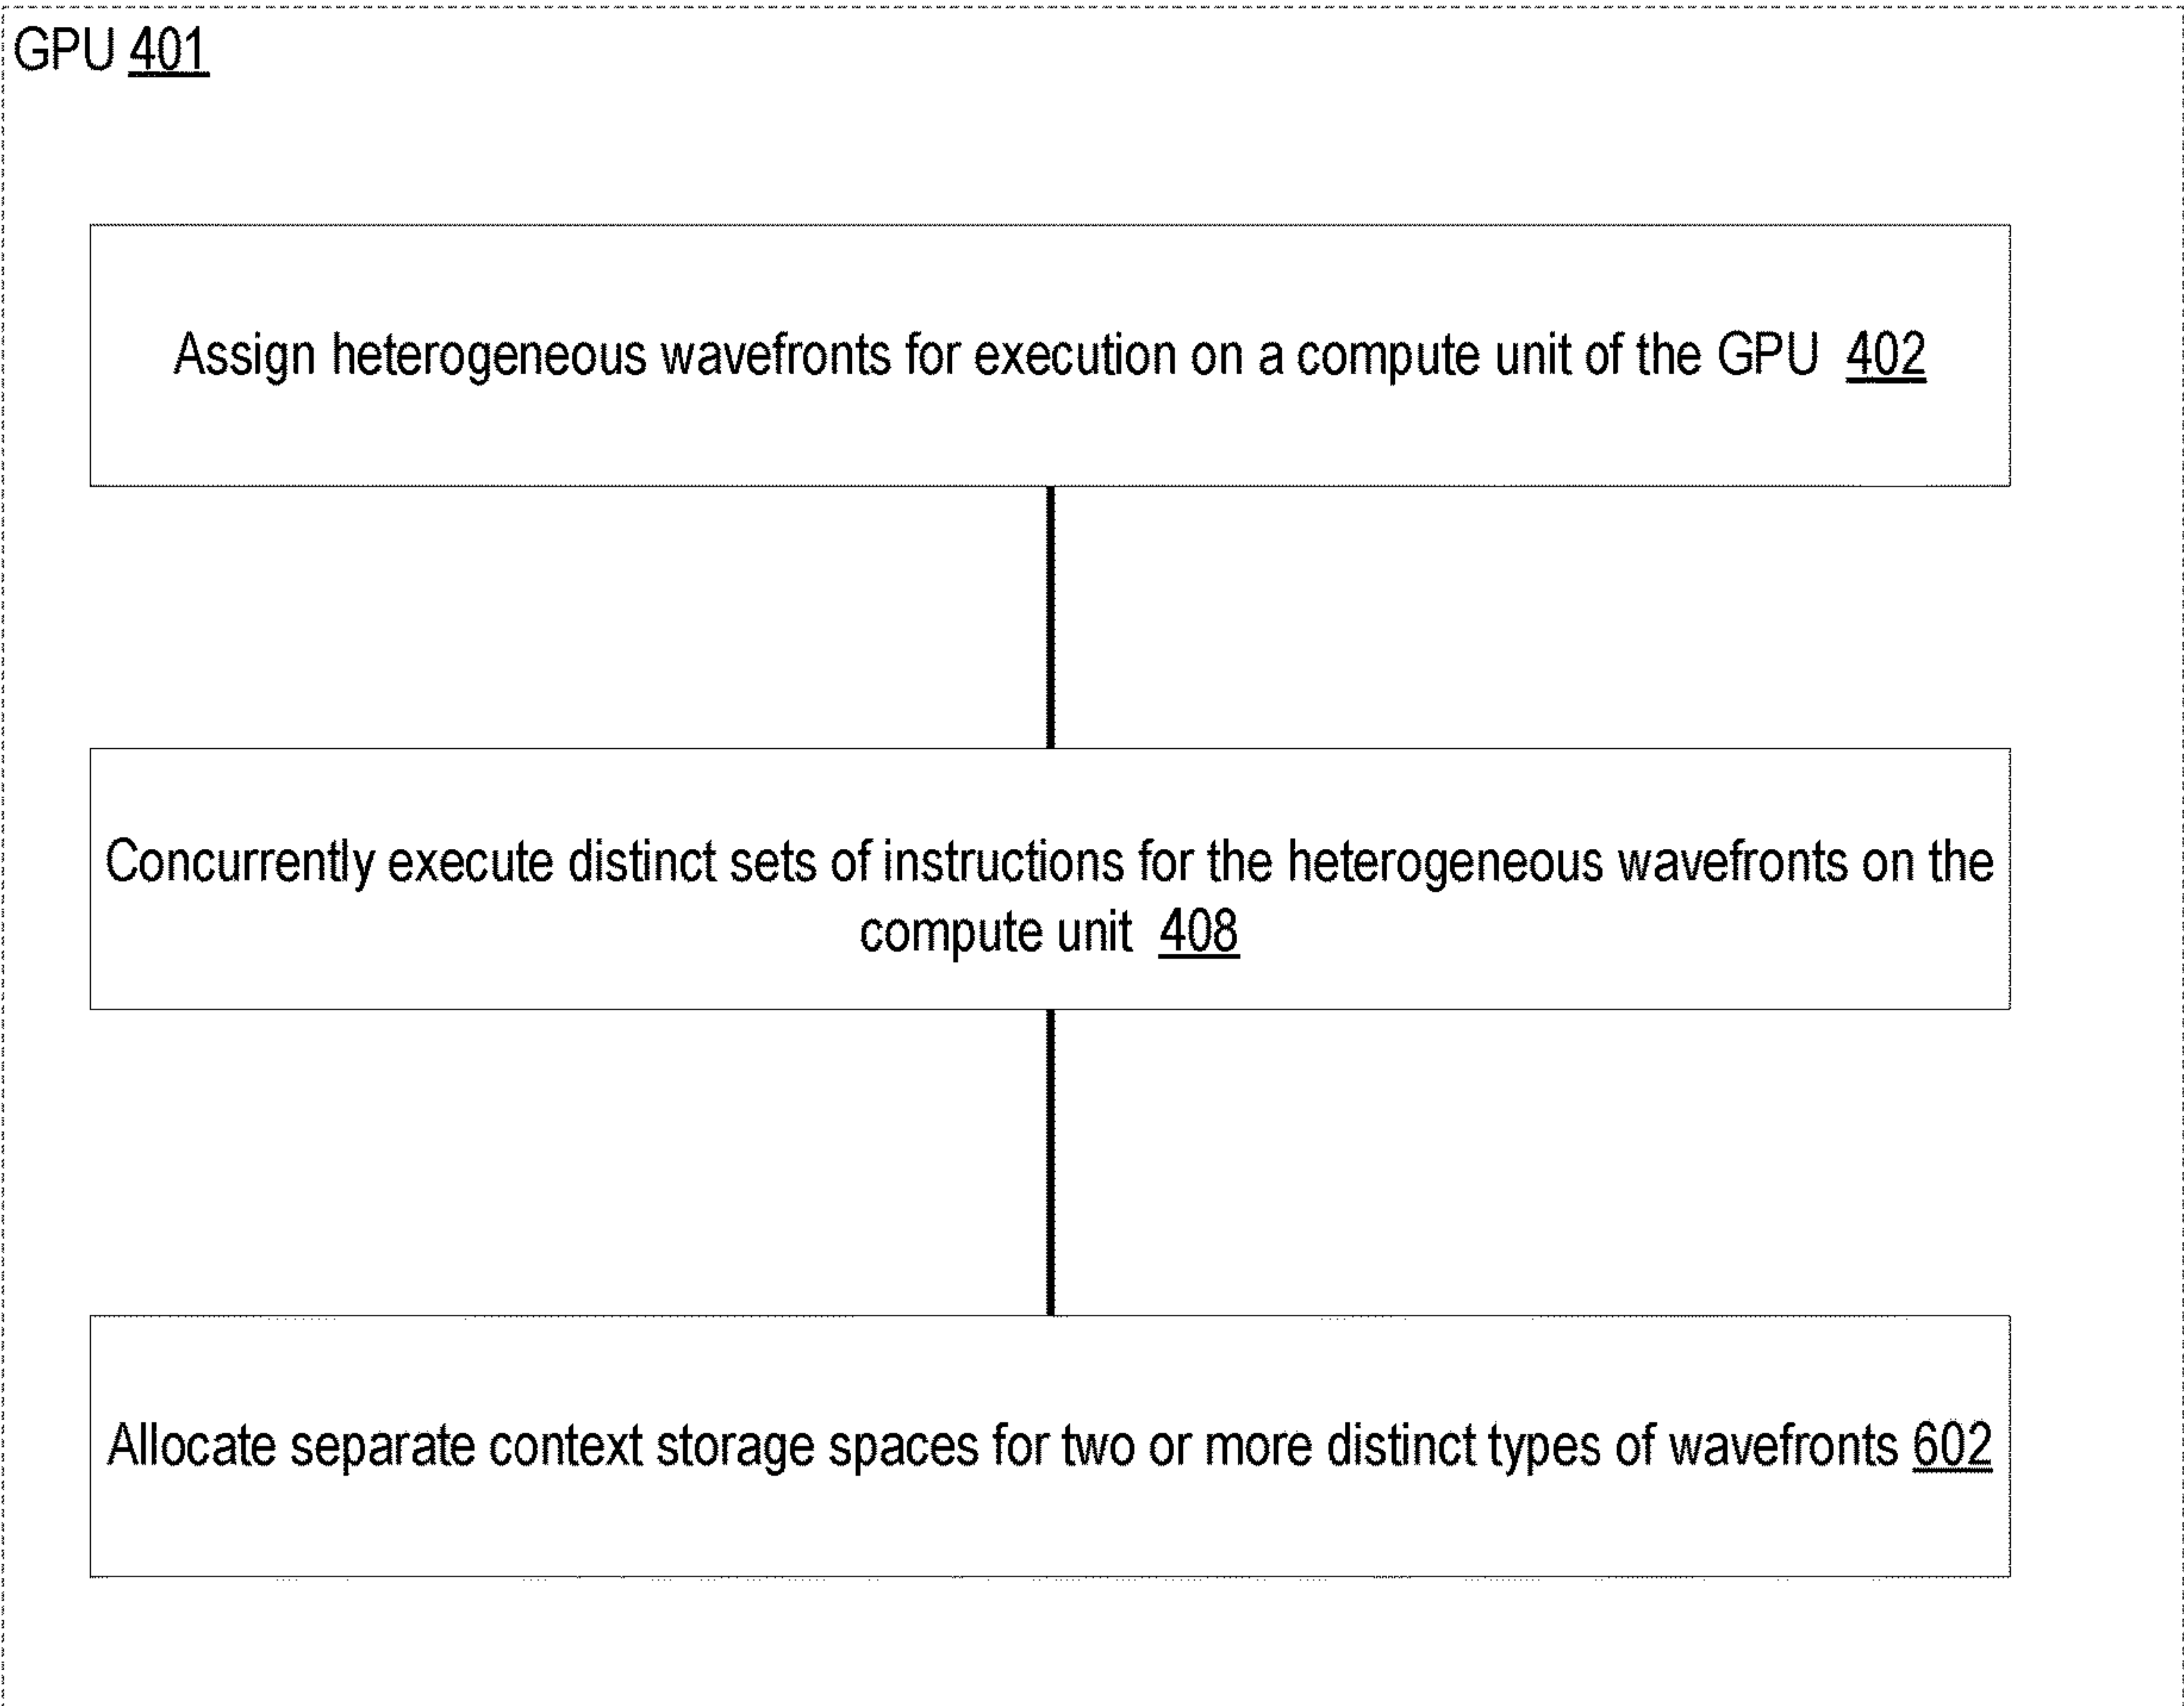 GPU 401
Assign heterogeneous wavefronts for execution on a compute unit of the GPU 402
Concurrently execute distinct sets of instructions for the heterogeneous wavefronts on the
compute unit 408
Allocate separate context storage spaces for two or more distinct types of wavefronts 602